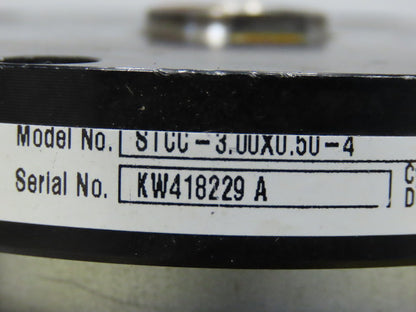 Model No. STCC-3.00X0.50-4
Serial No. KW418229 A
C
D